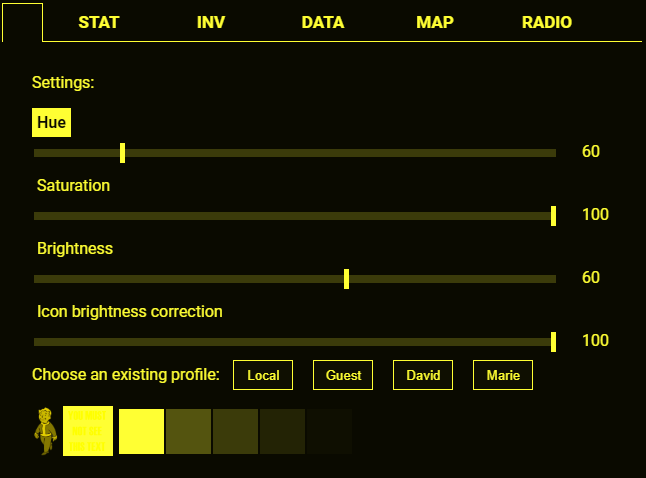 STAT INV DATA MAP RADIO
Settings:
Hue
60
Saturation
100
Brightness
60
Icon brightness correction
100
Choose an existing profile: Local Guest David Marie